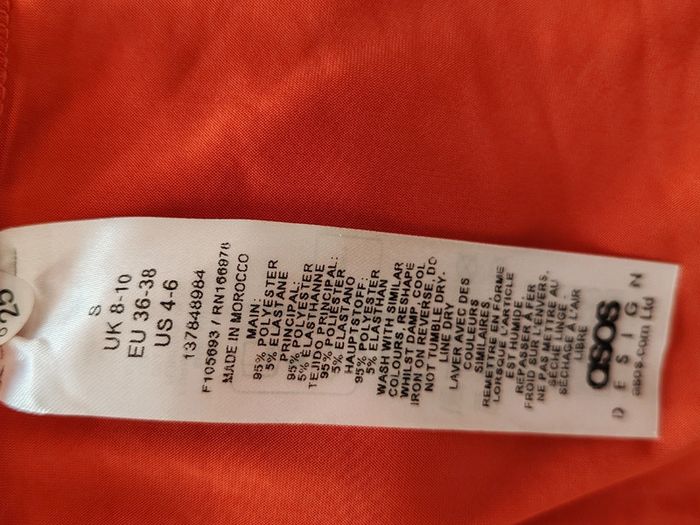 S
UK 8-10
EU 36-38
US 4-6
137848984
F105693 / RN166978
MADE IN MOROCCO
MAIN:
95% POLYESTER
5% ELASTANE
PRINCIPAL:
95% POLYESTER
5% ELASTHANNE
TEJIDO PRINCIPAL:
95% POLIÉSTER
5% ELASTANO
HAUPTSTOFF:
95% POLYESTER
5% ELASTAN
WASH WITH SIMILAR
COLOURS, RESHAPE
WHILST DAMP, COOL
IRON ON REVERSE, DO
NOT TUMBLE DRY.
LINE DRY
LAVER AVEC DES
COULEURS
SIMILAIRES,
REMETTRE EN FORME
LORSQUE L'ARTICLE
EST HUMIDE,
REPASSER À FER
FROID SUR L'ENVERS,
NE PAS METTRE AU
SÈCHE LINGE
SÉCHAGE À L'AIR
LIBRE
asos
DESIGN
asos.com Ltd
25